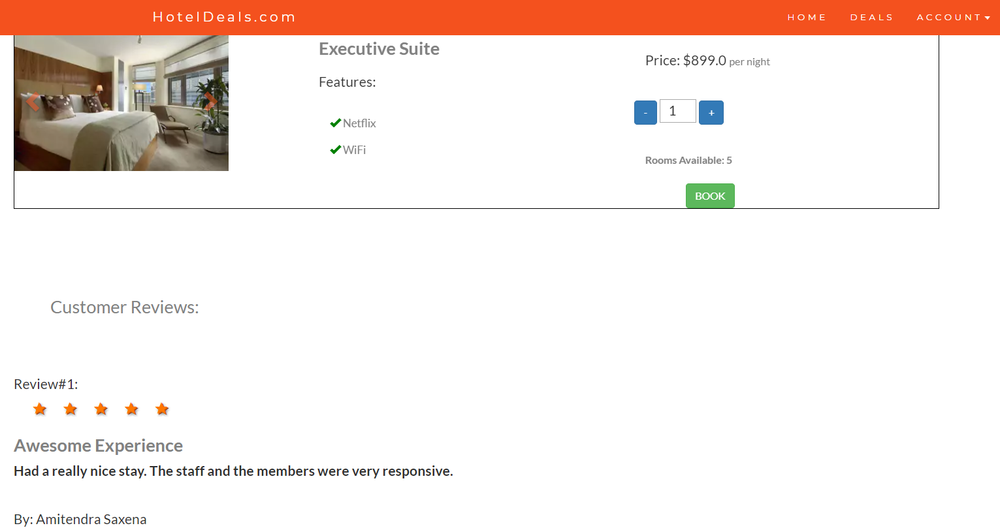 HotelDeals.com
HOME DEALS ACCOUNT
Executive Suite
Price: $899.0 per night
Features:
- 1 +
Netflix
WiFi
Rooms Available: 5
BOOK
Customer Reviews:
Review#1:
Awesome Experience
Had a really nice stay. The staff and the members were very responsive.
By: Amitendra Saxena